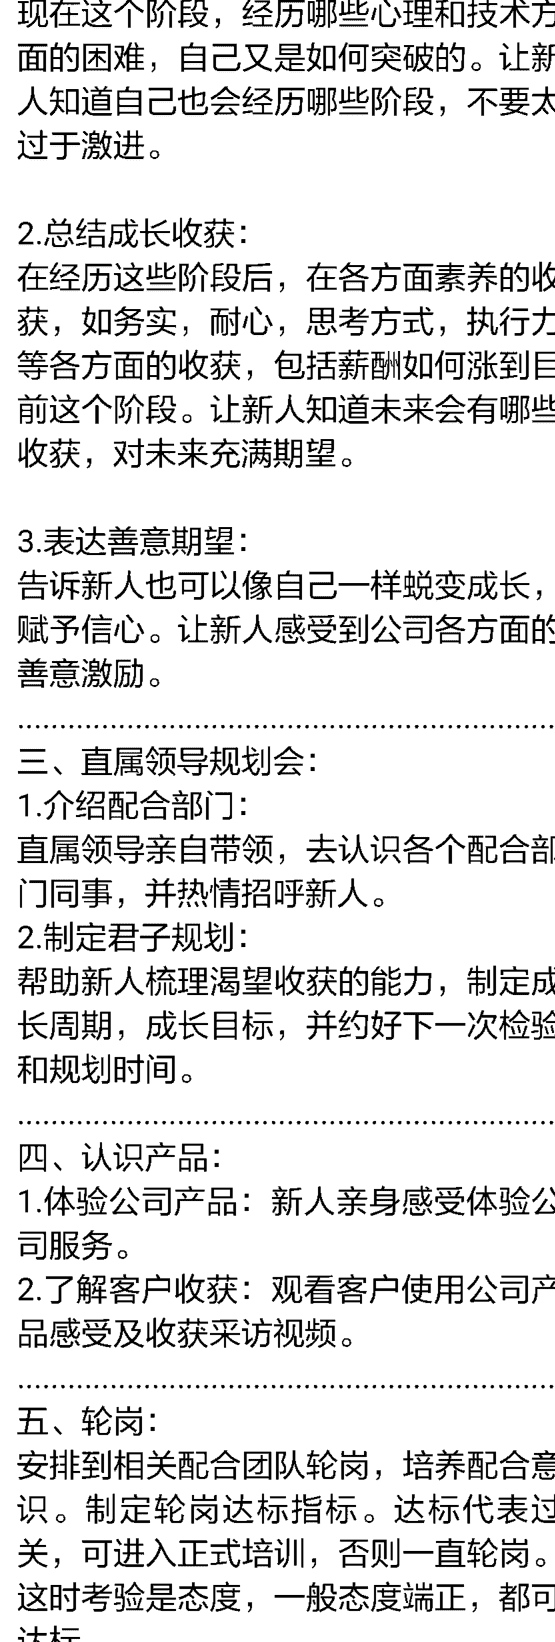 现在这个阶段，经历哪些心理和技术方
面的困难，自己又是如何突破的。让新
人知道自己也会经历哪些阶段，不要太
过于激进。
2.总结成长收获：
在经历这些阶段后，在各方面素养的收
获，如务实，耐心，思考方式，执行力
等各方面的收获，包括薪酬如何涨到目
前这个阶段。让新人知道未来会有哪些
收获，对未来充满期望。
3.表达善意期望：
告诉新人也可以像自己一样蜕变成长，
赋予信心。让新人感受到公司各方面的
善意激励。
................................................................
三、直属领导规划会：
1.介绍配合部门：
直属领导亲自带领，去认识各个配合部
门同事，并热情招呼新人。
2.制定君子规划：
帮助新人梳理渴望收获的能力，制定成
长周期，成长目标，并约好下一次检验
和规划时间。
................................................................
四、认识产品：
1.体验公司产品：新人亲身感受体验公
司服务。
2.了解客户收获：观看客户使用公司产
品感受及收获采访视频。
................................................................
五、轮岗：
安排到相关配合团队轮岗，培养配合意
识。制定轮岗达标指标。达标代表过
关，可进入正式培训，否则一直轮岗。
这时考验是态度，一般态度端正，都可
达标